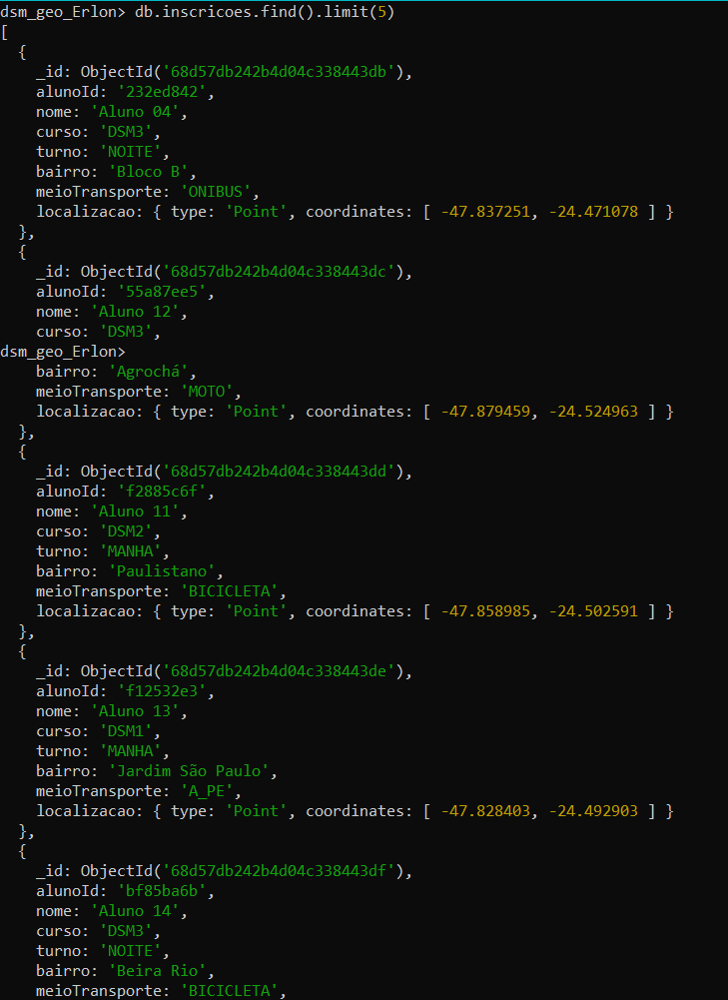 dsm_geo_Erlon> db.inscricoes.find().limit(5)
[
  {
    _id: ObjectId('68d57db242b4d04c338443db'),
    alunoId: '232ed842',
    nome: 'Aluno 04',
    curso: 'DSM3',
    turno: 'NOITE',
    bairro: 'Bloco B',
    meioTransporte: 'ONIBUS',
    localizacao: { type: 'Point', coordinates: [ -47.837251, -24.471078 ] }
  },
  {
    _id: ObjectId('68d57db242b4d04c338443dc'),
    alunoId: '55a87ee5',
    nome: 'Aluno 12',
    curso: 'DSM3',
dsm_geo_Erlon>
    bairro: 'Agrochá',
    meioTransporte: 'MOTO',
    localizacao: { type: 'Point', coordinates: [ -47.879459, -24.524963 ] }
  },
  {
    _id: ObjectId('68d57db242b4d04c338443dd'),
    alunoId: 'f2885c6f',
    nome: 'Aluno 11',
    curso: 'DSM2',
    turno: 'MANHA',
    bairro: 'Paulistano',
    meioTransporte: 'BICICLETA',
    localizacao: { type: 'Point', coordinates: [ -47.858985, -24.502591 ] }
  },
  {
    _id: ObjectId('68d57db242b4d04c338443de'),
    alunoId: 'f12532e3',
    nome: 'Aluno 13',
    curso: 'DSM1',
    turno: 'MANHA',
    bairro: 'Jardim São Paulo',
    meioTransporte: 'A_PE',
    localizacao: { type: 'Point', coordinates: [ -47.828403, -24.492903 ] }
  },
  {
    _id: ObjectId('68d57db242b4d04c338443df'),
    alunoId: 'bf85ba6b',
    nome: 'Aluno 14',
    curso: 'DSM3',
    turno: 'NOITE',
    bairro: 'Beira Rio',
    meioTransporte: 'BICICLETA',